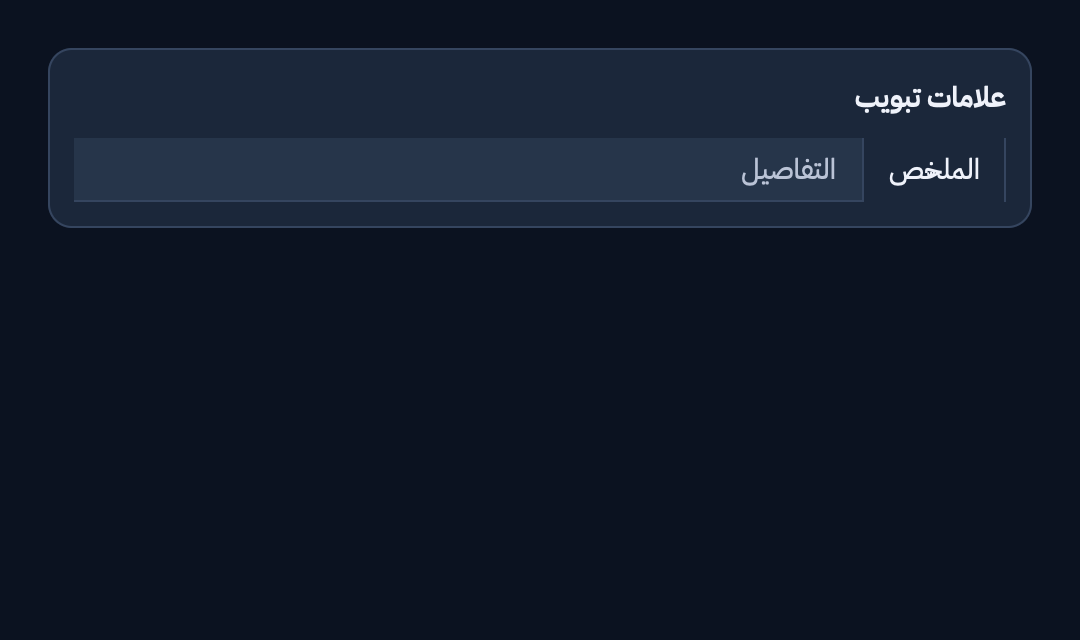 علامات تبويب
الملخص
التفاصيل